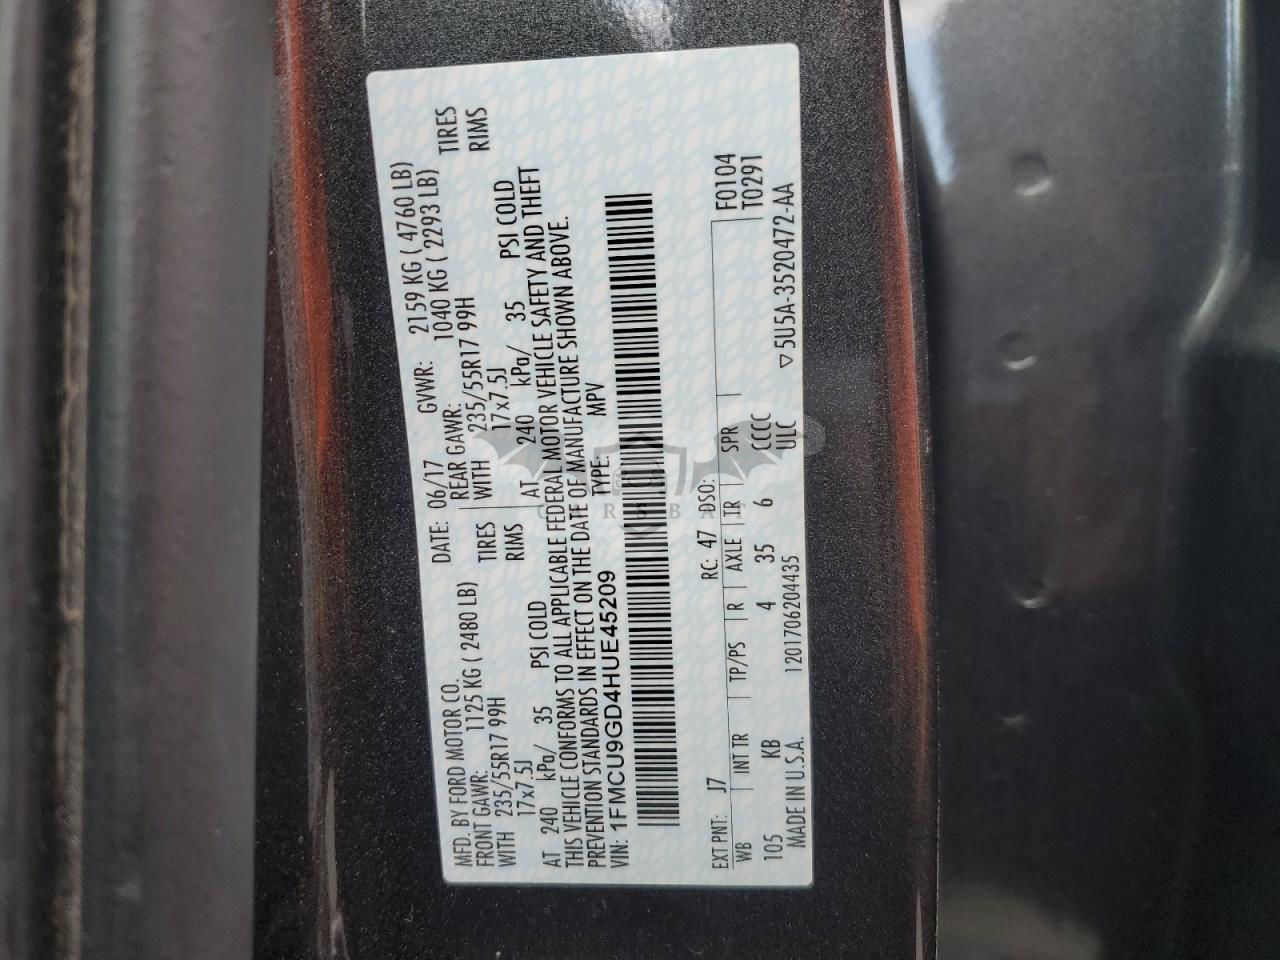 MFD. BY FORD MOTOR CO. DATE: 06/17 GVWR: 2159 KG ( 4760 LB)
FRONT GAWR: 1125 KG ( 2480 LB) REAR GAWR: 1040 KG ( 2293 LB)
WITH 235/55R17 99H TIRES WITH 235/55R17 99H TIRES
17x7.5J RIMS 17x7.5J RIMS
AT 240 kPa/ 35 PSI COLD AT 240 kPa/ 35 PSI COLD
THIS VEHICLE CONFORMS TO ALL APPLICABLE FEDERAL MOTOR VEHICLE SAFETY AND THEFT
PREVENTION STANDARDS IN EFFECT ON THE DATE OF MANUFACTURE SHOWN ABOVE.
VIN: 1FMCU9GD4HUE45209 TYPE: MPV
EXT PNT: J7 RC: 47 DSO: F0104
WB INT TR TP/PS R AXLE TR SPR T0291
105 KB 4 35 6 CCCC
MADE IN U.S.A. 1201706204435 ULC ▽5U5A-3520472-AA